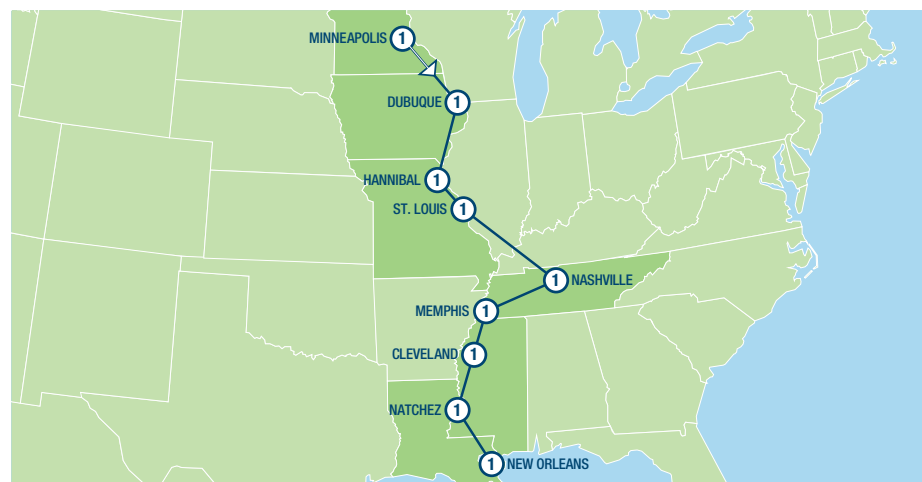 MINNEAPOLIS 1
DUBUQUE 1
HANNIBAL 1
ST. LOUIS 1
1 NASHVILLE
MEMPHIS 1
CLEVELAND 1
NATCHEZ 1
1 NEW ORLEANS